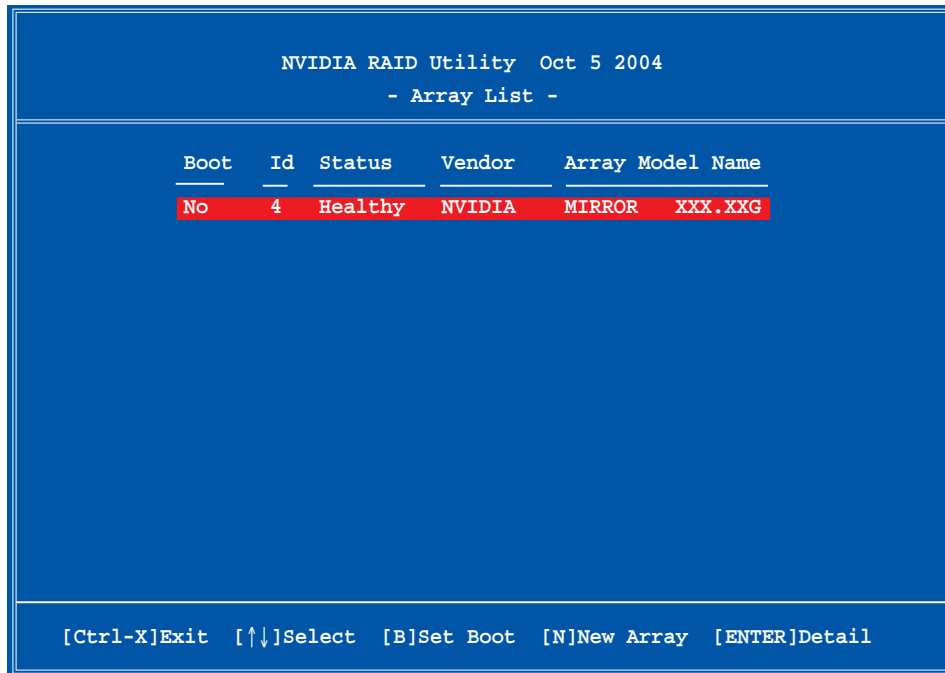 NVIDIA RAID Utility Oct 5 2004
- Array List -
Boot Id Status Vendor Array Model Name
No 4 Healthy NVIDIA MIRROR XXX.XXG
[Ctrl-X]Exit [↑↓]Select [B]Set Boot [N]New Array [ENTER]Detail